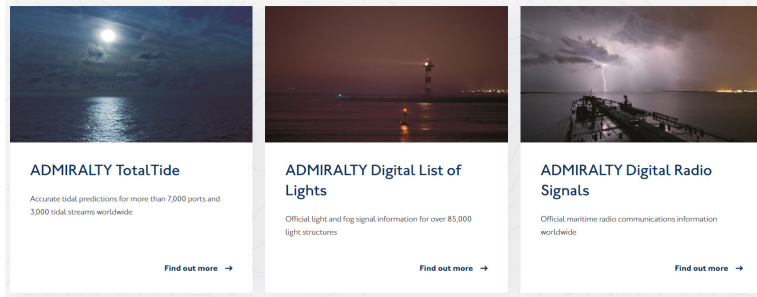 ADMIRALTY TotalTide
Accurate tidal predictions for more than 7,000 ports and
3,000 tidal streams worldwide
Find out more →
ADMIRALTY Digital List of
Lights
Official light and fog signal information for over 85,000
light structures
Find out more →
ADMIRALTY Digital Radio
Signals
Official maritime radio communications information
worldwide
Find out more →